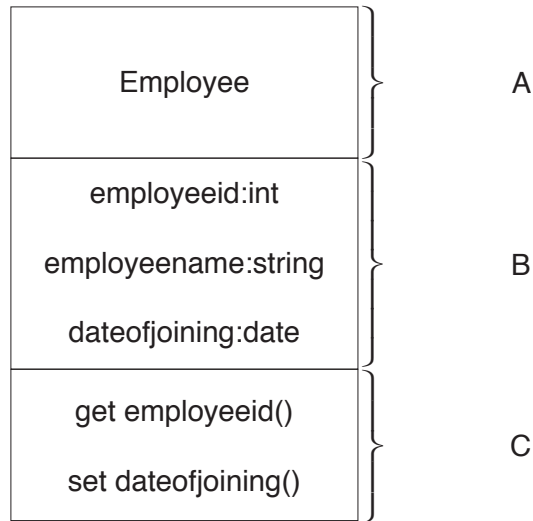 Employee
A
employeeid:int
employeename:string
B
dateofjoining:date
get employeeid()
C
set dateofjoining()